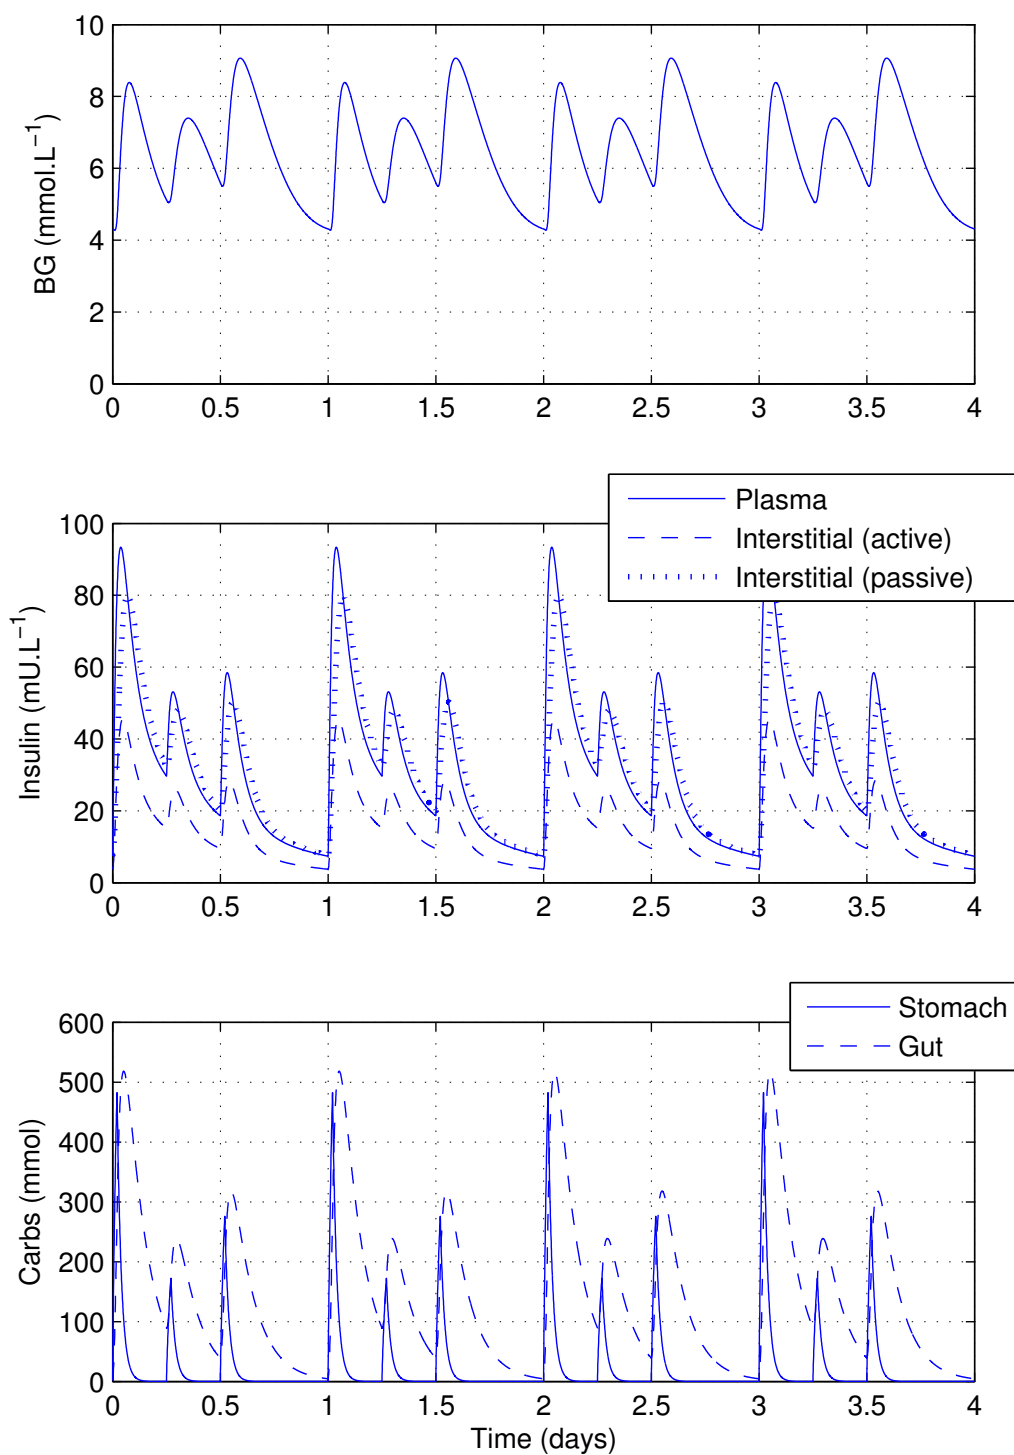 10
8
6
4
2
0
BG (mmol.L⁻¹)
0 0.5 1 1.5 2 2.5 3 3.5 4
Plasma
Interstitial (active)
Interstitial (passive)
100
80
60
40
20
0
Insulin (mU.L⁻¹)
0 0.5 1 1.5 2 2.5 3 3.5 4
Stomach
Gut
600
500
400
300
200
100
0
Carbs (mmol)
0 0.5 1 1.5 2 2.5 3 3.5 4
Time (days)